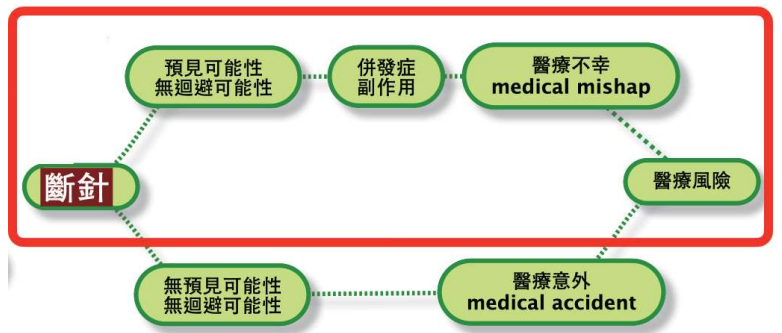 預見可能性
無迴避可能性
併發症
副作用
醫療不幸
medical mishap
斷針
醫療風險
無預見可能性
無迴避可能性
醫療意外
medical accident